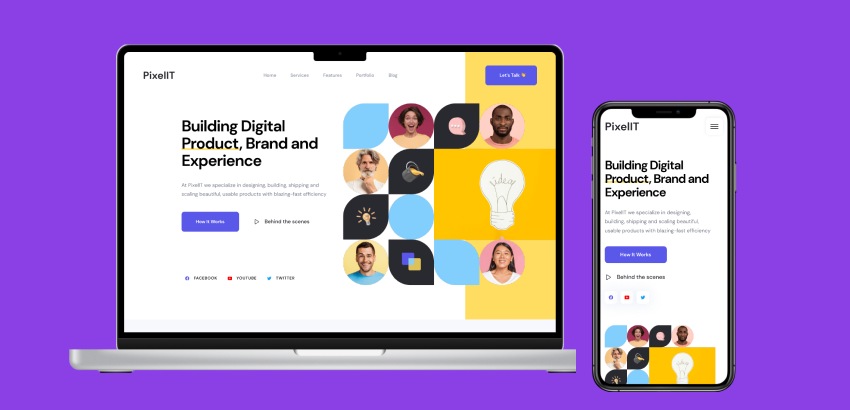 PixelIT
Home Services Features Portfolio Blog
Let's Talk
Building Digital
Product, Brand and
Experience
At PixelIT we specialize in designing, building, shipping and
scaling beautiful, usable products with blazing-fast efficiency.
How It Works
Behind the scenes
FACEBOOK YOUTUBE TWITTER
idea
PixelIT
Building Digital
Product, Brand and
Experience
At PixelIT we specialize in designing,
building, shipping and scaling beautiful,
usable products with blazing-fast efficiency
How It Works
Behind the scenes
idea